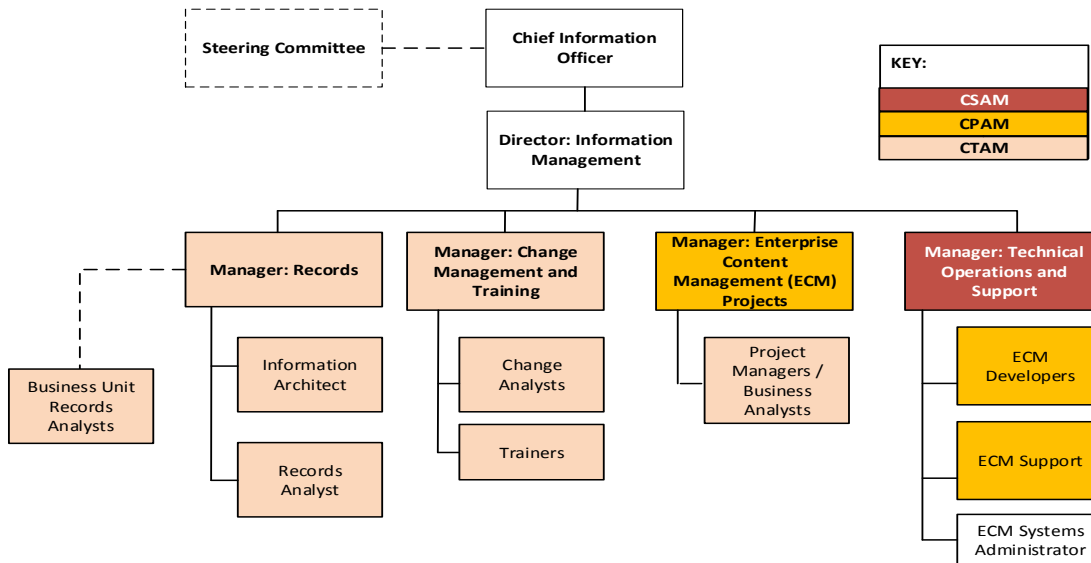 Steering Committee
Chief Information
Officer
KEY:
CSAM
CPAM
CTAM
Director: Information
Management
Manager: Records
Manager: Change
Management and
Training
Manager: Enterprise
Content
Management (ECM)
Projects
Manager: Technical
Operations and
Support
Business Unit
Records
Analysts
Information
Architect
Records
Analyst
Change
Analysts
Trainers
Project
Managers /
Business
Analysts
ECM
Developers
ECM Support
ECM Systems
Administrator